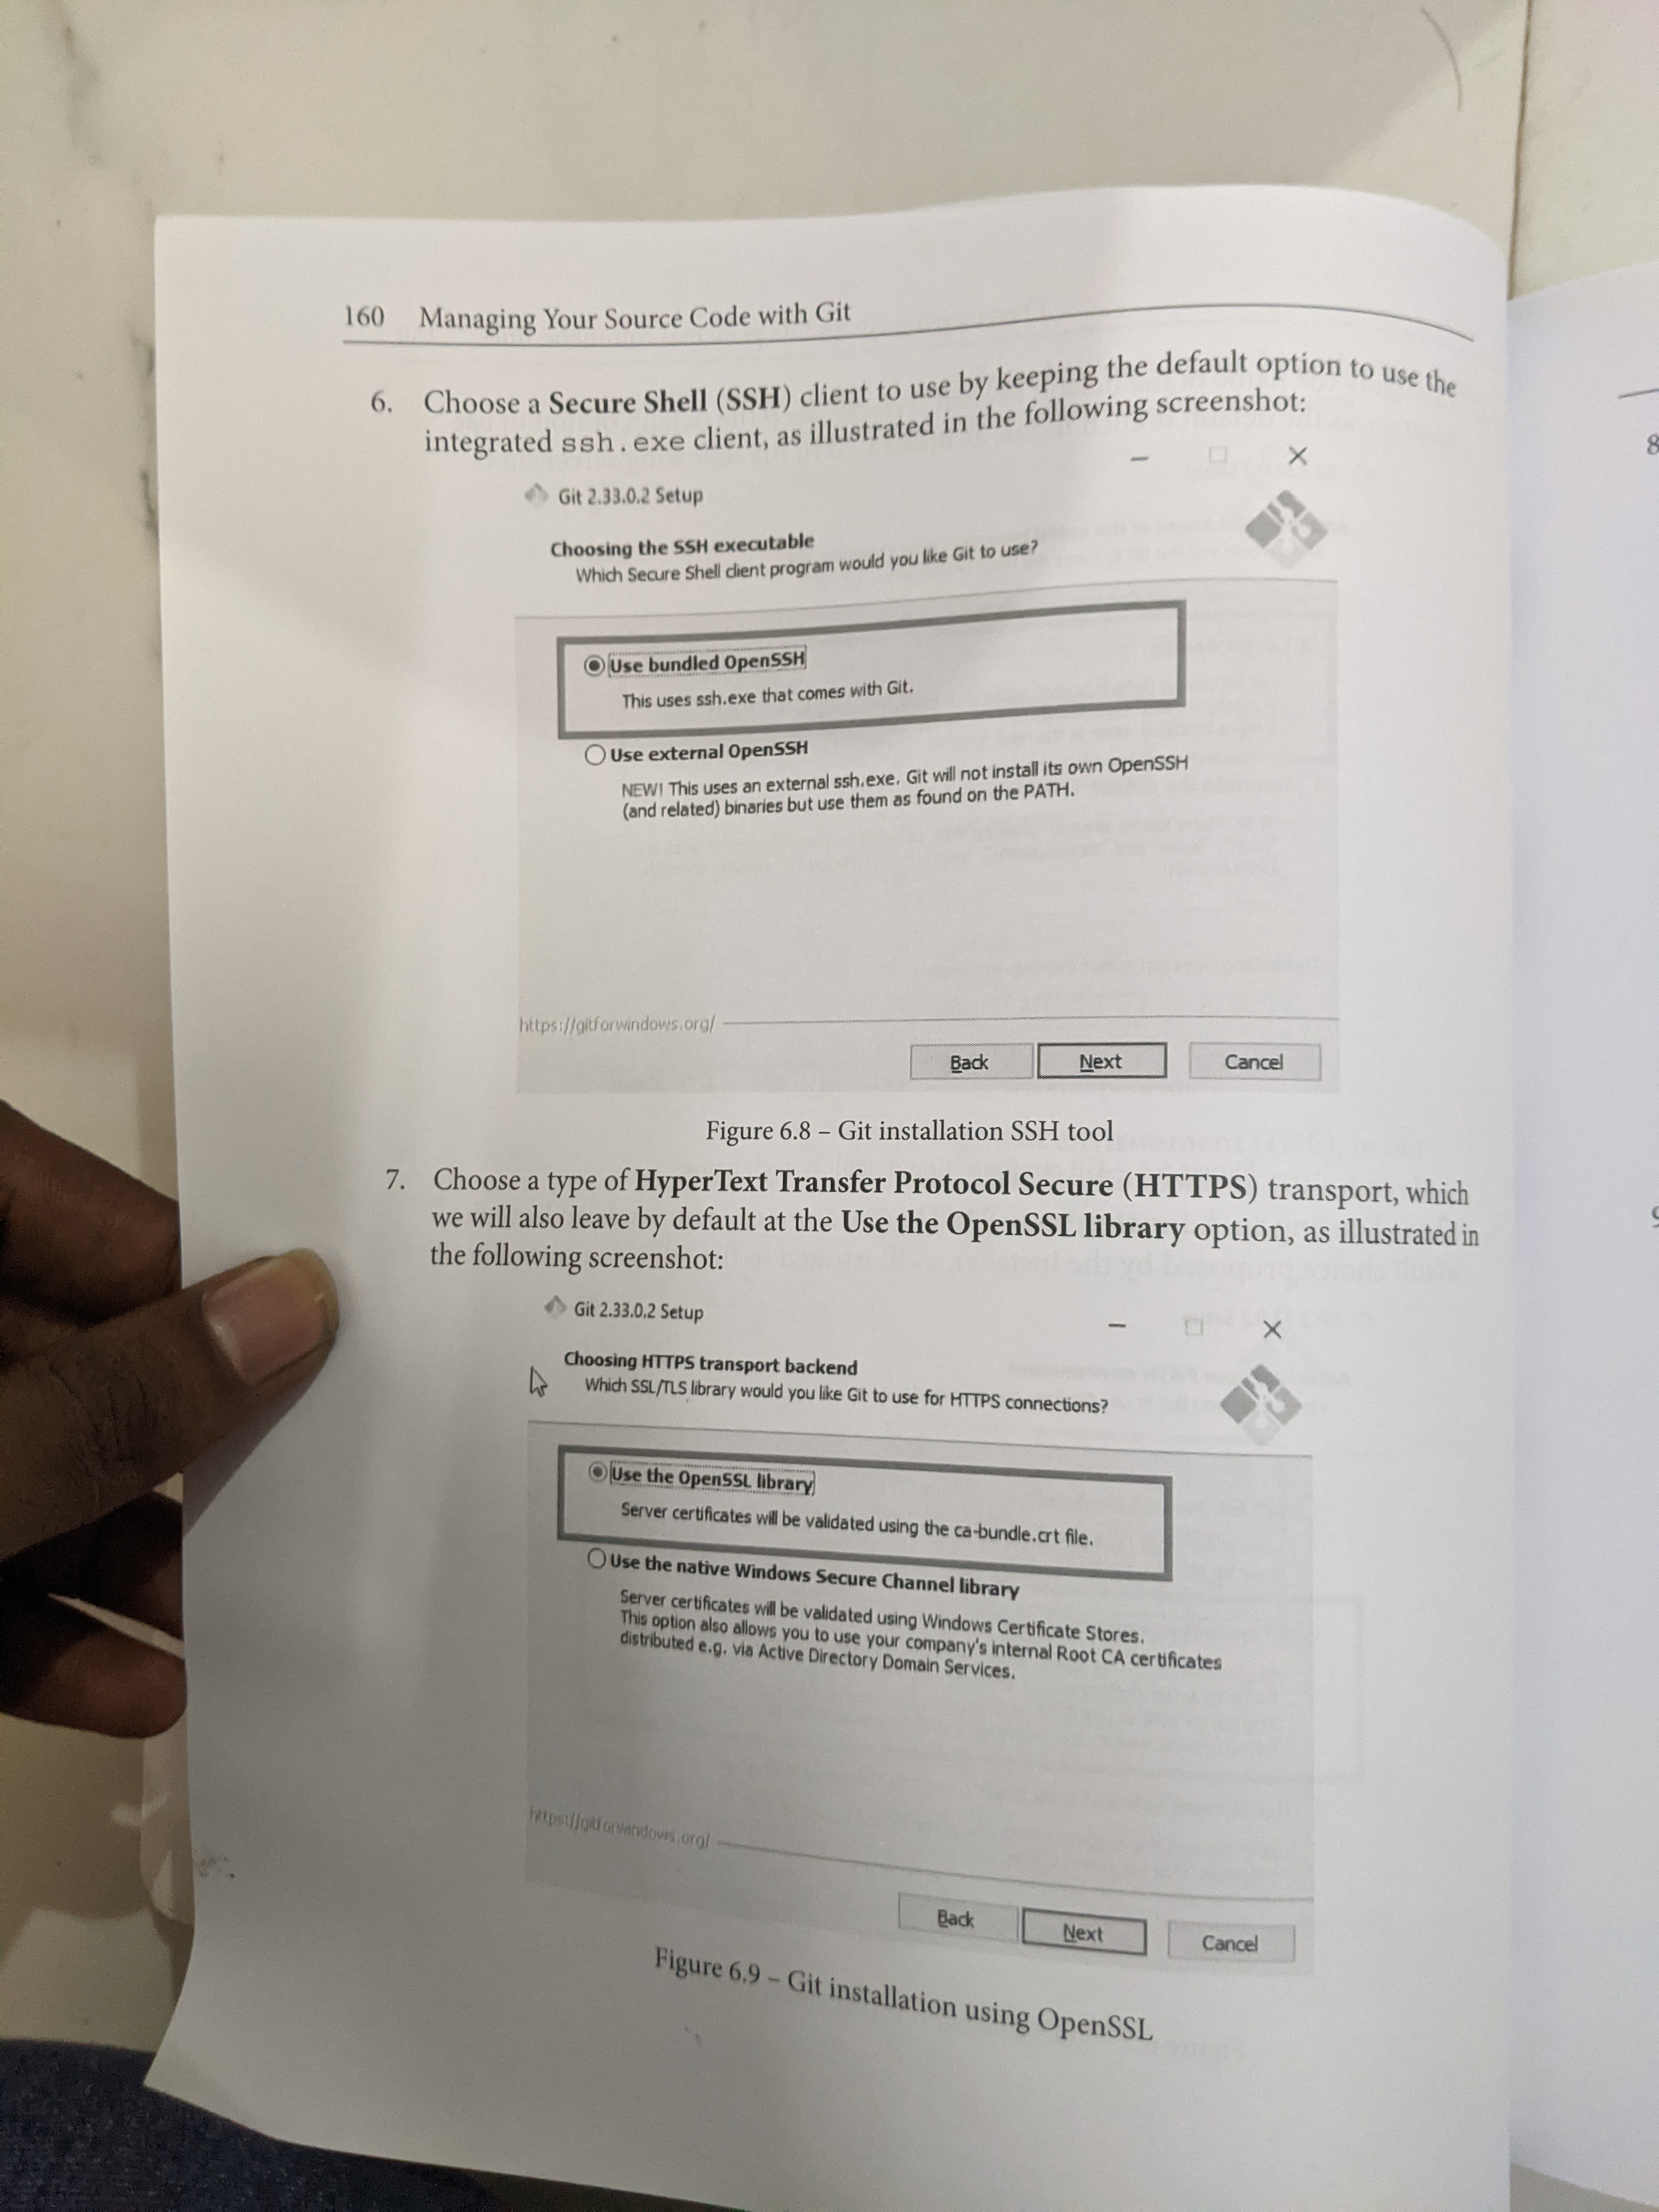 160 Managing Your Source Code with Git
6. Choose a Secure Shell (SSH) client to use by keeping the default option to use the
integrated ssh.exe client, as illustrated in the following screenshot:
Git 2.33.0.2 Setup
Choosing the SSH executable
Which Secure Shell client program would you like Git to use?
Use bundled OpenSSH
This uses ssh.exe that comes with Git.
Use external OpenSSH
NEW! This uses an external ssh.exe. Git will not install its own OpenSSH
(and related) binaries but use them as found on the PATH.
https://gitforwindows.org/
Back Next Cancel
Figure 6.8 – Git installation SSH tool
7. Choose a type of HyperText Transfer Protocol Secure (HTTPS) transport, which
we will also leave by default at the Use the OpenSSL library option, as illustrated in
the following screenshot:
Git 2.33.0.2 Setup
Choosing HTTPS transport backend
Which SSL/TLS library would you like Git to use for HTTPS connections?
Use the OpenSSL library
Server certificates will be validated using the ca-bundle.crt file.
Use the native Windows Secure Channel library
Server certificates will be validated using Windows Certificate Stores.
This option also allows you to use your company's internal Root CA certificates
distributed e.g. via Active Directory Domain Services.
https://gitforwindows.org/
Back Next Cancel
Figure 6.9 – Git installation using OpenSSL
8